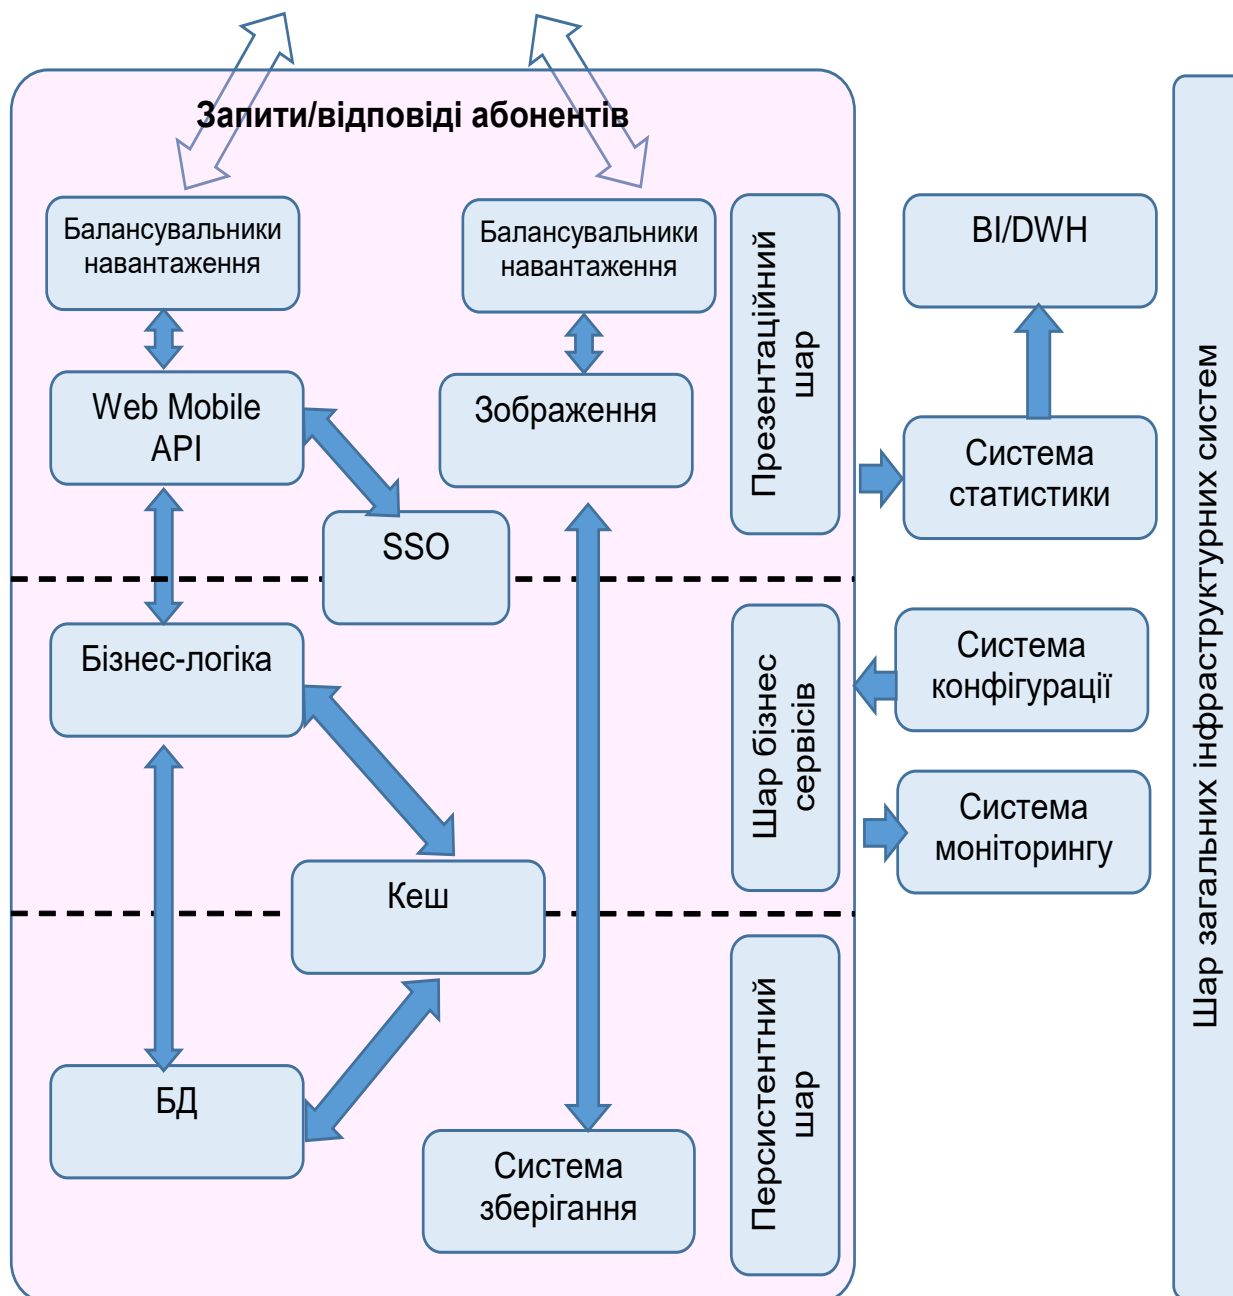 Запити/відповіді абонентів
Балансувальники
навантаження
Балансувальники
навантаження
Презентаційний
шар
BI/DWH
Web Mobile
API
Зображення
Система
статистики
SSO
Бізнес-логіка
Шар бізнес
сервісів
Система
конфігурації
Система
моніторингу
Кеш
БД
Система
зберігання
Персистентний
шар
Шар загальних інфраструктурних систем